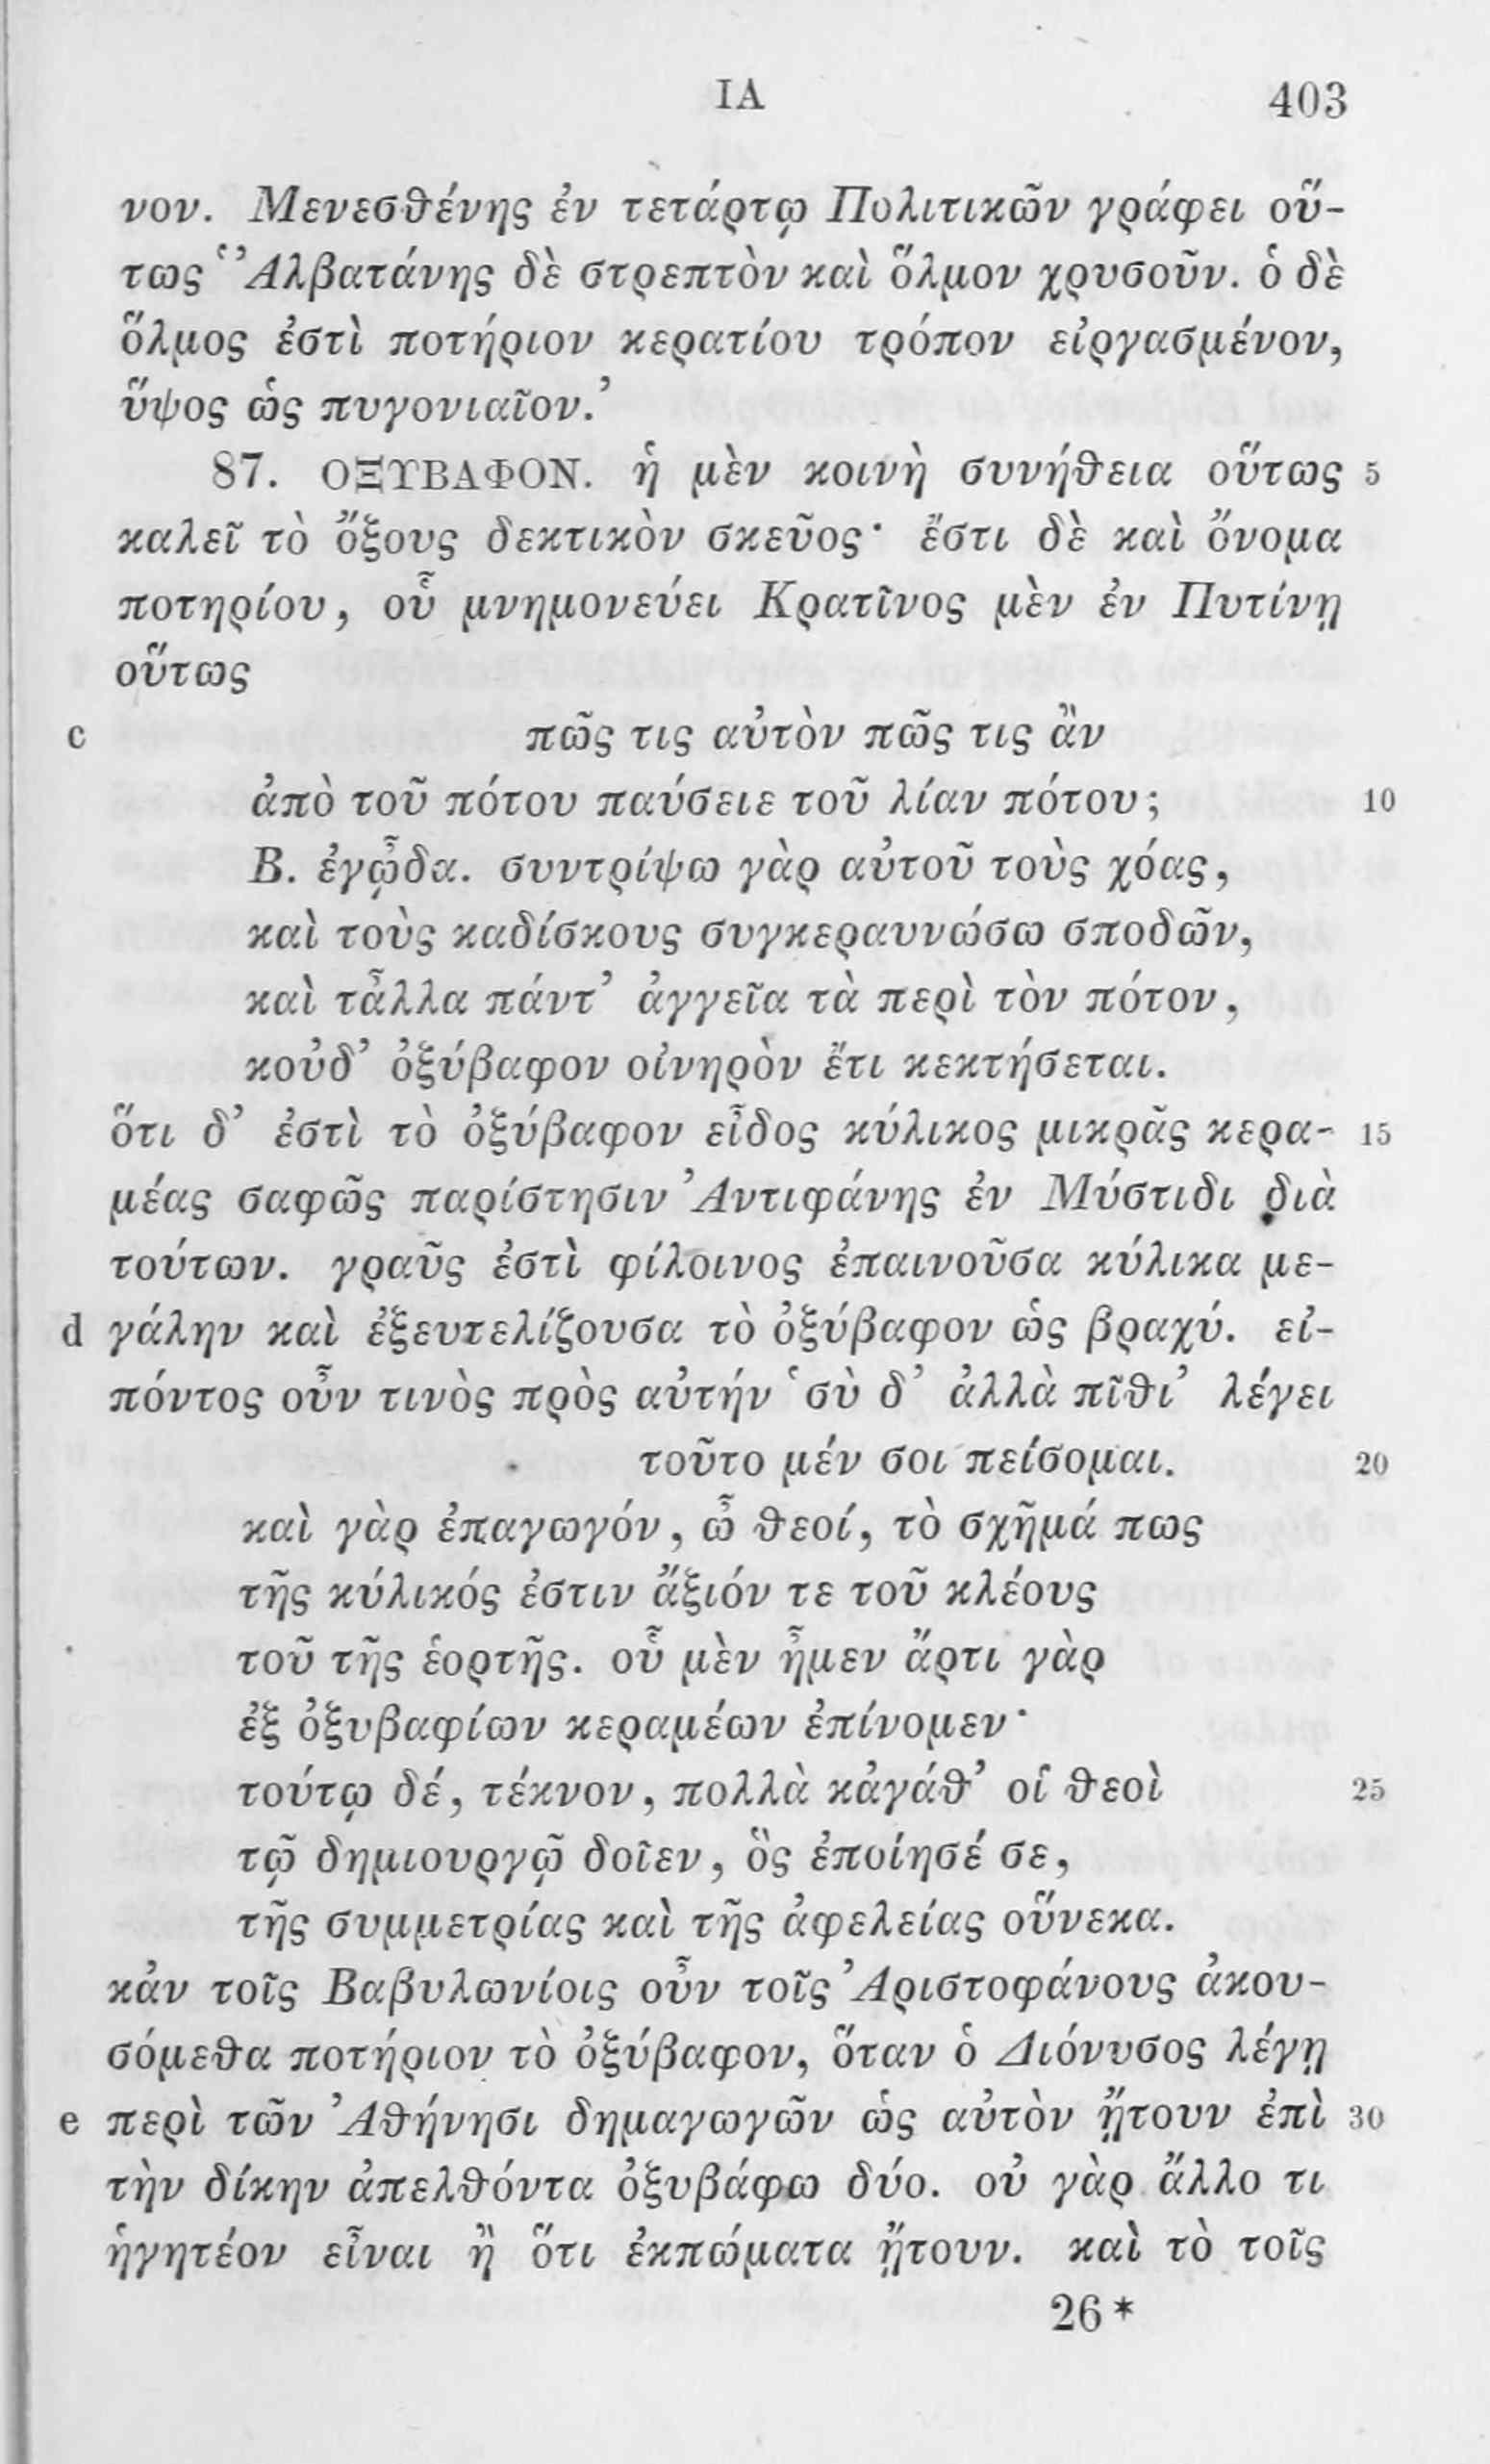 ΙΑ 403
νον. Μενεσθένης ἐν τετάρτῳ Πολιτικῶν γράφει οὕ-
τως ‘’Αλβατάνης δὲ στρεπτὸν καὶ ὅλμον χρυσοῦν. ὁ δὲ
ὅλμος ἐστὶ ποτήριον κερατίου τρόπον εἰργασμένον,
ὕψος ὡς πυγονιαῖον.’
87. ΟΞΥΒΑΦΟΝ. ἡ μὲν κοινὴ συνήθεια οὕτως 5
καλεῖ τὸ ὄξους δεκτικὸν σκεῦος· ἔστι δὲ καὶ ὄνομα
ποτηρίου, οὗ μνημονεύει Κρατῖνος μὲν ἐν Πυτίνῃ
οὕτως
c πῶς τις αὐτὸν πῶς τις ἂν
ἀπὸ τοῦ πότου παύσειε τοῦ λίαν πότου; 10
Β. ἐγᾦδα. συντρίψω γὰρ αὐτοῦ τοὺς χόας,
καὶ τοὺς καδίσκους συγκεραυνώσω σποδῶν,
καὶ τἆλλα πάντ’ ἀγγεῖα τὰ περὶ τὸν πότον,
κοὐδ’ ὀξύβαφον οἰνηρὸν ἔτι κεκτήσεται.
ὅτι δ’ ἐστὶ τὸ ὀξύβαφον εἶδος κύλικος μικρᾶς κερα- 15
μέας σαφῶς παρίστησιν Ἀντιφάνης ἐν Μύστιδι διὰ
τούτων. γραῦς ἐστὶ φίλοινος ἐπαινοῦσα κύλικα με-
d γάλην καὶ ἐξευτελίζουσα τὸ ὀξύβαφον ὡς βραχύ. εἰ-
πόντος οὖν τινὸς πρὸς αὐτήν ‘σὺ δ’ ἀλλὰ πῖθι’ λέγει
τοῦτο μέν σοι πείσομαι. 20
καὶ γὰρ ἐπαγωγόν, ὦ θεοί, τὸ σχῆμά πως
τῆς κύλικός ἐστιν ἄξιόν τε τοῦ κλέους
τοῦ τῆς ἑορτῆς. οὗ μὲν ἦμεν ἄρτι γὰρ
ἐξ ὀξυβαφίων κεραμέων ἐπίνομεν·
τούτῳ δέ, τέκνον, πολλὰ κἀγάθ’ οἱ θεοὶ 25
τῷ δημιουργῷ δοῖεν, ὃς ἐποίησέ σε,
τῆς συμμετρίας καὶ τῆς ἀφελείας οὕνεκα.
κἀν τοῖς Βαβυλωνίοις οὖν τοῖς Ἀριστοφάνους ἀκου-
σόμεθα ποτήριον τὸ ὀξύβαφον, ὅταν ὁ Διόνυσος λέγῃ
e περὶ τῶν Ἀθήνησι δημαγωγῶν ὡς αὐτὸν ᾔτουν ἐπὶ 30
τὴν δίκην ἀπελθόντα ὀξυβάφω δύο. οὐ γὰρ ἄλλο τι
ἡγητέον εἶναι ἢ ὅτι ἐκπώματα ᾔτουν. καὶ τὸ τοῖς
26*